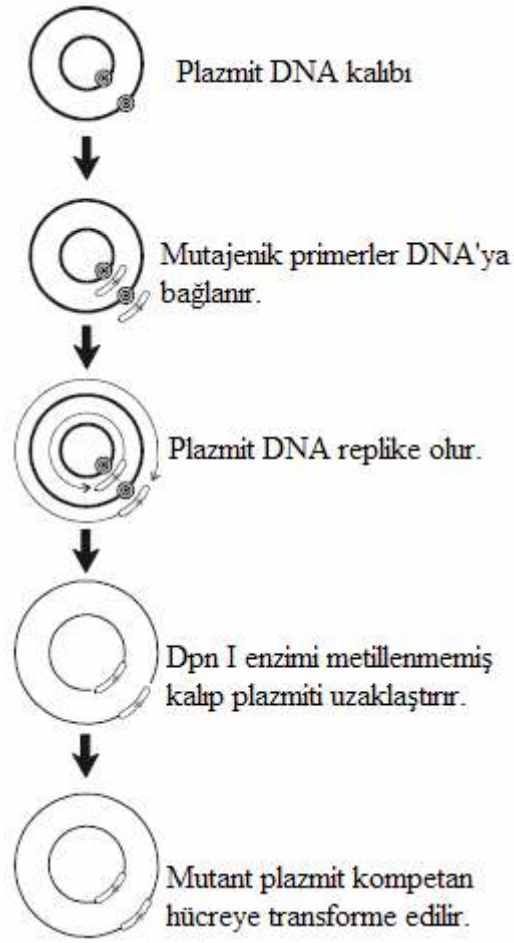 Plazmit DNA kalıbı
Mutajenik primerler DNA'ya
bağlanır.
Plazmit DNA replike olur.
Dpn I enzimi metillenmemiş
kalıp plazmiti uzaklaştırır.
Mutant plazmit kompetan
hücreye transforme edilir.